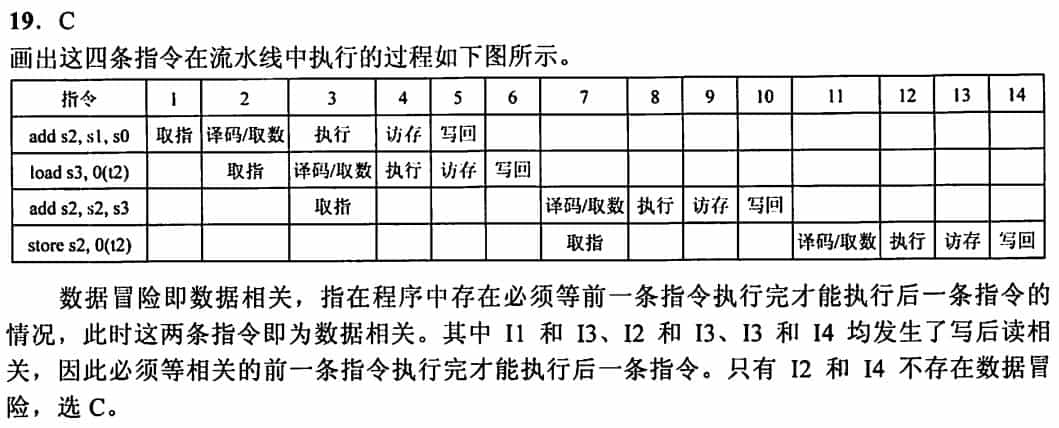 19. C
画出这四条指令在流水线中执行的过程如下图所示。
指令 1 2 3 4 5 6 7 8 9 10 11 12 13 14
add s2, s1, s0 取指 译码/取数 执行 访存 写回
load s3, 0(t2) 取指 译码/取数 执行 访存 写回
add s2, s2, s3 取指 译码/取数 执行 访存 写回
store s2, 0(t2) 取指 译码/取数 执行 访存 写回
数据冒险即数据相关，指在程序中存在必须等前一条指令执行完才能执行后一条指令的
情况，此时这两条指令即为数据相关。其中 I1 和 I3、I2 和 I3、I3 和 I4 均发生了写后读相
关，因此必须等相关的前一条指令执行完才能执行后一条指令。只有 I2 和 I4 不存在数据冒
险，选 C。